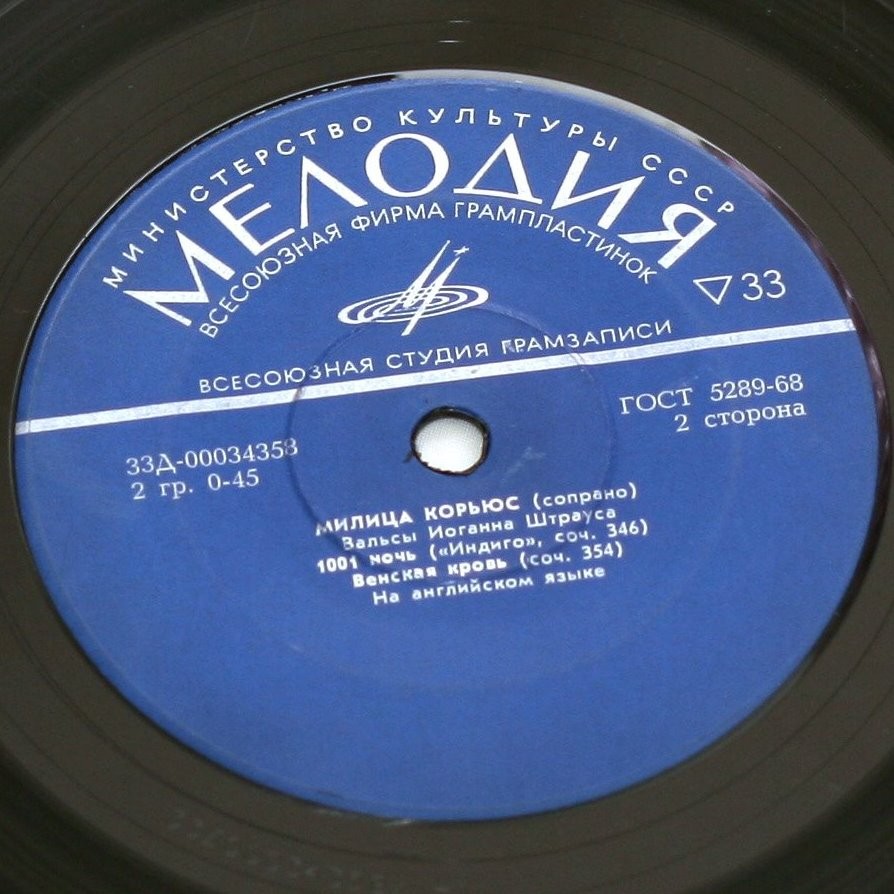 МИНИСТЕРСТВО КУЛЬТУРЫ СССР
МЕЛОДИЯ
ВСЕСОЮЗНАЯ ФИРМА ГРАМПЛАСТИНОК
33
ВСЕСОЮЗНАЯ СТУДИЯ ГРАМЗАПИСИ
33Д-00034358
2 гр. 0-45
ГОСТ 5289-68
2 сторона
МИЛИЦА КОРЬЮС (сопрано)
Вальсы Иоганна Штрауса
1001 ночь («Индиго», соч. 346)
Венская кровь (соч. 354)
На английском языке